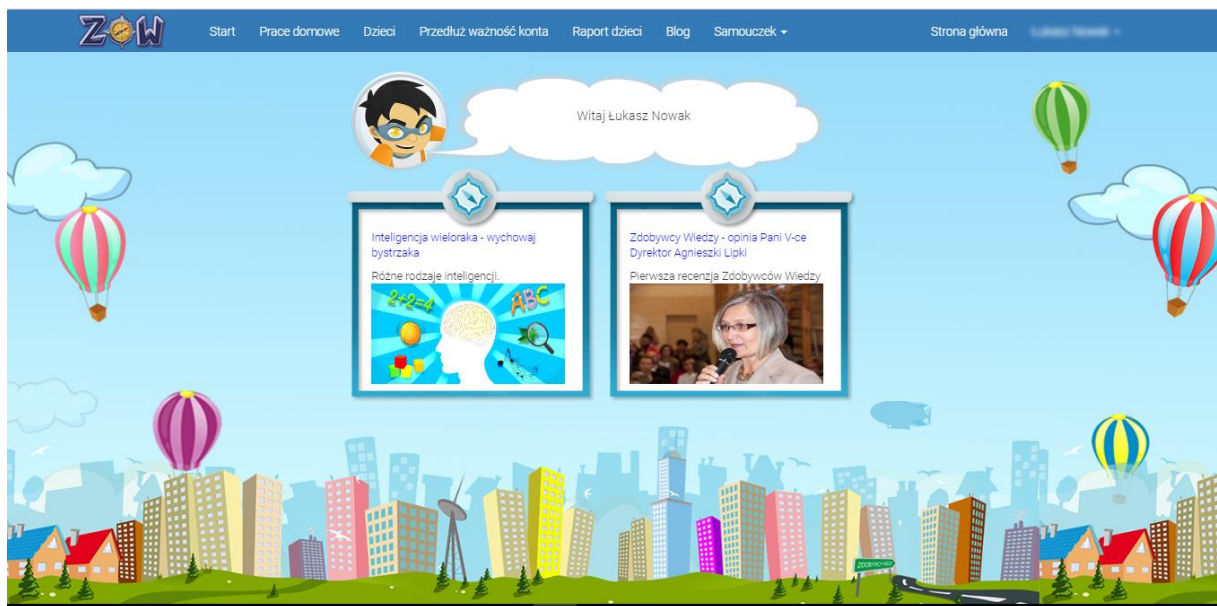 ZOW
Start Prace domowe Dzieci Przedłuż ważność konta Raport dzieci Blog Samouczek Strona główna
Witaj Łukasz Nowak
Inteligencja wieloraka - wychowaj
bystrzaka
Różne rodzaje inteligencji.
2+2=4 ABC
Zdobywcy Wiedzy - opinia Pani V-ce
Dyrektor Agnieszki Lipki
Pierwsza recenzja Zdobywców Wiedzy
ZDOBYWCY WIEDZY